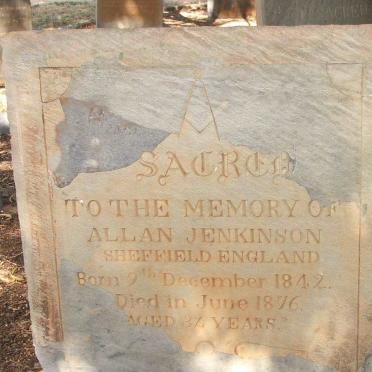 SACRED
TO THE MEMORY OF
ALLAN JENKINSON
SHEFFIELD ENGLAND
Born 9th December 1842.
Died in June 1876.
AGED YEARS.